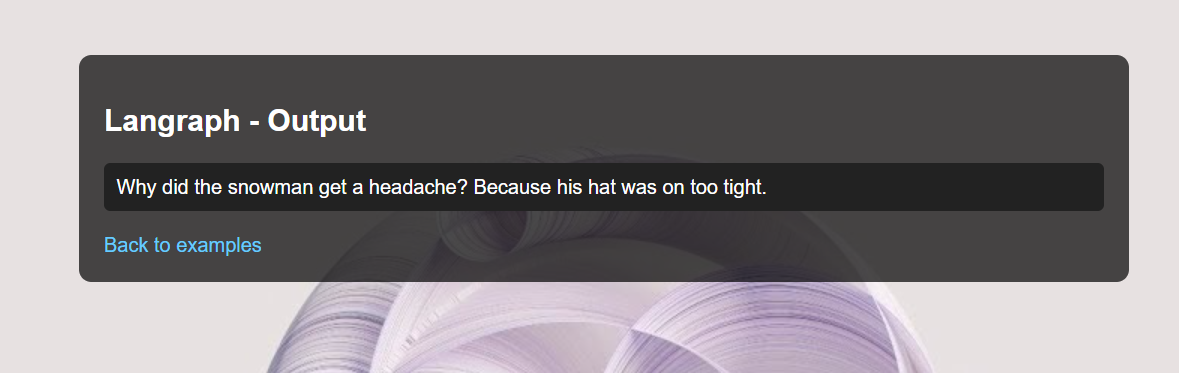 Langraph - Output
Why did the snowman get a headache? Because his hat was on too tight.
Back to examples